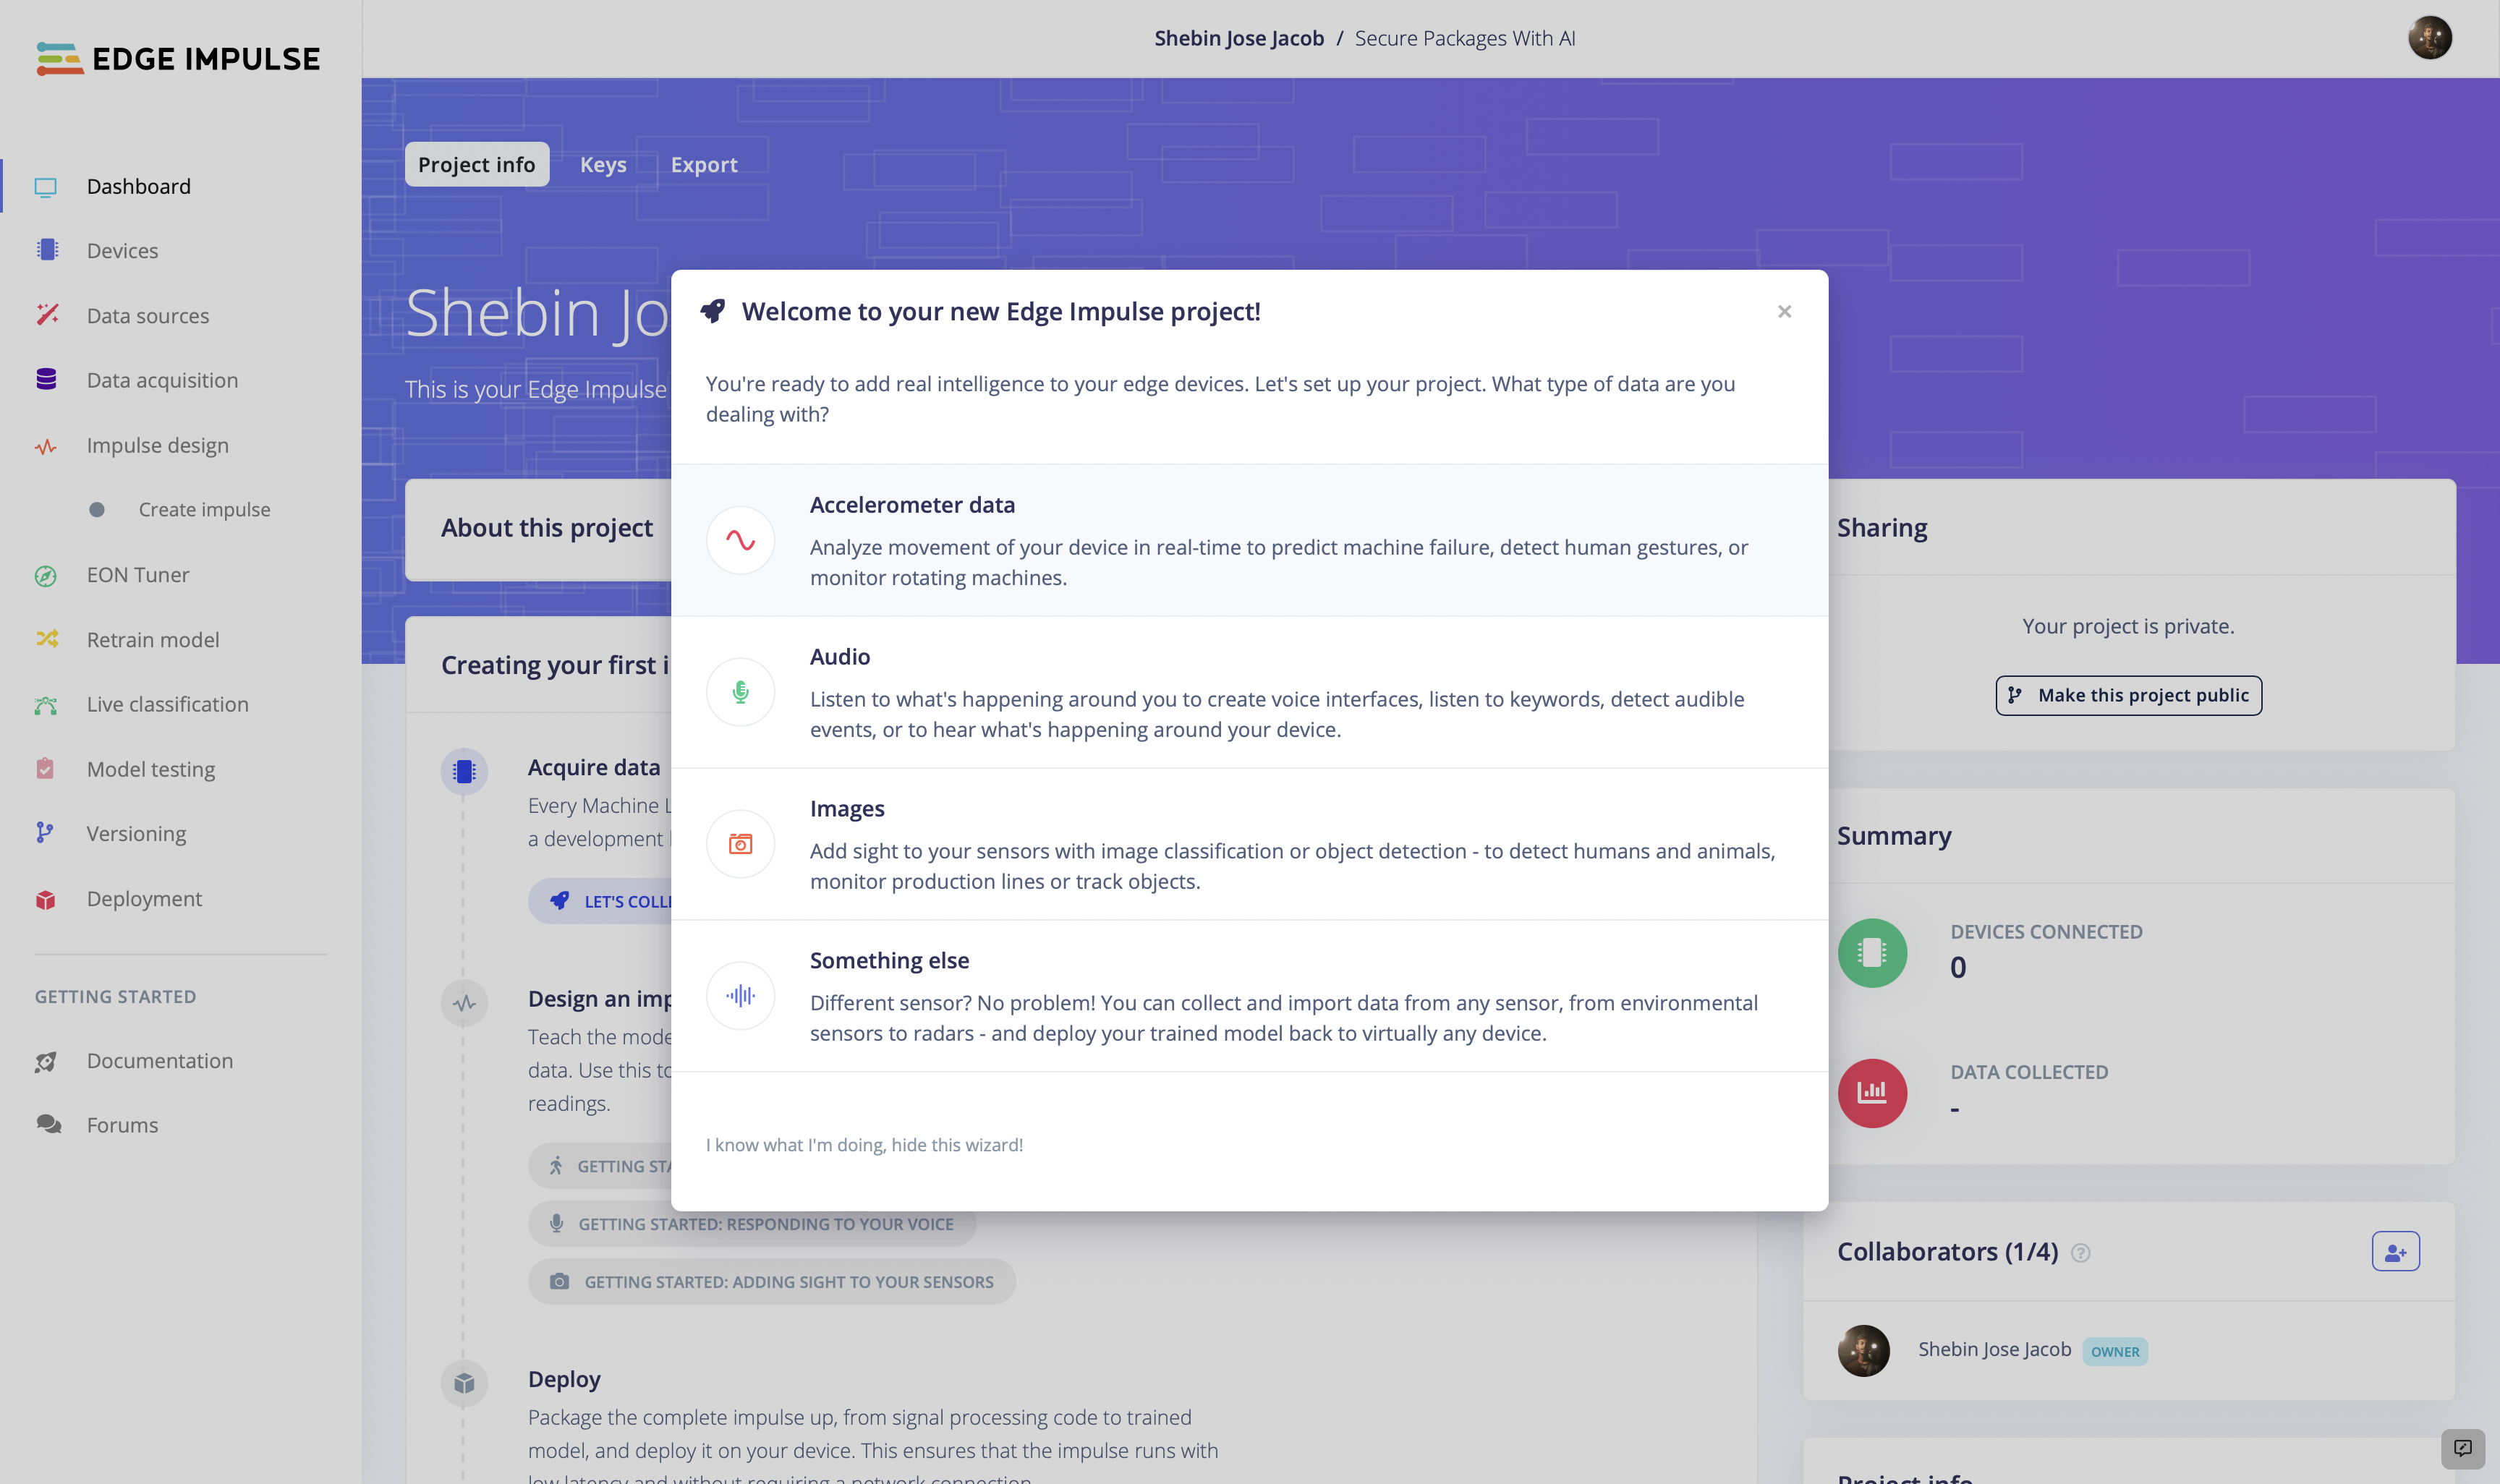 EDGE IMPULSE
Shebin Jose Jacob / Secure Packages With AI
Dashboard
Devices
Data sources
Data acquisition
Impulse design
Create impulse
EON Tuner
Retrain model
Live classification
Model testing
Versioning
Deployment
GETTING STARTED
Documentation
Forums
Project info
Keys
Export
Shebin Jo
This is your Edge Impulse
About this project
Creating your first i
Acquire data
Every Machine L
a development
LET'S COLL
Design an imp
Teach the mode
data. Use this to
readings.
GETTING STA
GETTING STARTED: RESPONDING TO YOUR VOICE
GETTING STARTED: ADDING SIGHT TO YOUR SENSORS
Deploy
Package the complete impulse up, from signal processing code to trained
model, and deploy it on your device. This ensures that the impulse runs with
low latency and without requiring a network connection.
Welcome to your new Edge Impulse project!
×
You're ready to add real intelligence to your edge devices. Let's set up your project. What type of data are you
dealing with?
Accelerometer data
Analyze movement of your device in real-time to predict machine failure, detect human gestures, or
monitor rotating machines.
Audio
Listen to what's happening around you to create voice interfaces, listen to keywords, detect audible
events, or to hear what's happening around your device.
Images
Add sight to your sensors with image classification or object detection - to detect humans and animals,
monitor production lines or track objects.
Something else
Different sensor? No problem! You can collect and import data from any sensor, from environmental
sensors to radars - and deploy your trained model back to virtually any device.
I know what I'm doing, hide this wizard!
Sharing
Your project is private.
Make this project public
Summary
DEVICES CONNECTED
0
DATA COLLECTED
-
Collaborators (1/4) ?
Shebin Jose Jacob OWNER
Project info